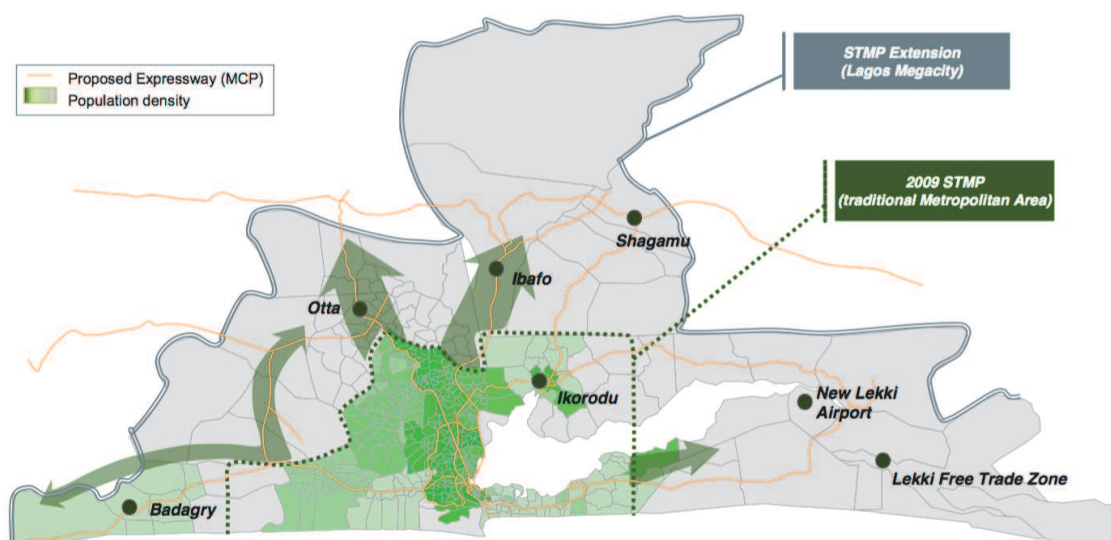 STMP Extension
(Lagos Megacity)
Proposed Expressway (MCP)
Population density
2009 STMP
(traditional Metropolitan Area)
Shagamu
Ibafo
Otta
Ikorodu
New Lekki
Airport
Lekki Free Trade Zone
Badagry